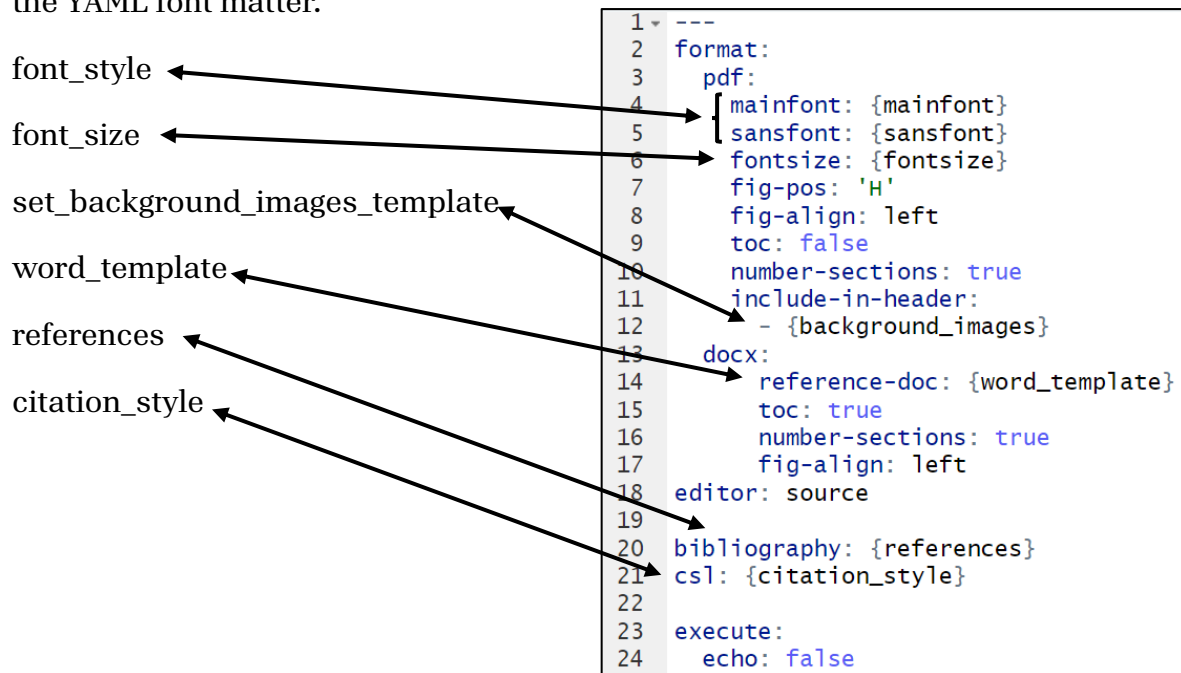 the YAML font matter.
font_style
font_size
set_background_images_template
word_template
references
citation_style
1 ---
2 format:
3   pdf:
4     mainfont: {mainfont}
5     sansfont: {sansfont}
6     fontsize: {fontsize}
7     fig-pos: 'H'
8     fig-align: left
9     toc: false
10     number-sections: true
11     include-in-header:
12       - {background_images}
13   docx:
14       reference-doc: {word_template}
15       toc: true
16       number-sections: true
17       fig-align: left
18 editor: source
19
20 bibliography: {references}
21 csl: {citation_style}
22
23 execute:
24   echo: false